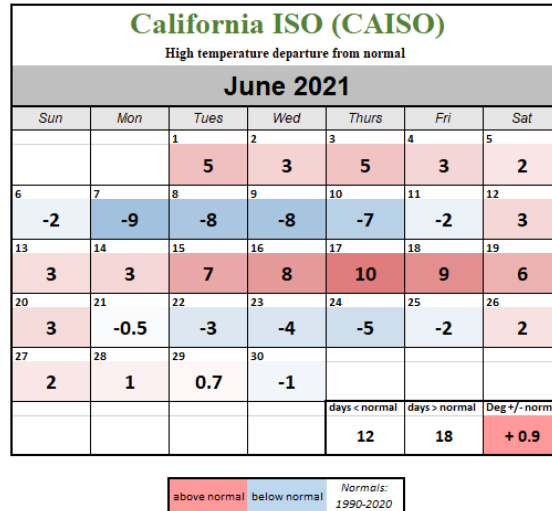 California ISO (CAISO)
High temperature departure from normal
June 2021
Sun Mon Tues Wed Thurs Fri Sat
1 2 3 4 5
5 3 5 3 2
6 7 8 9 10 11 12
-2 -9 -8 -8 -7 -2 3
13 14 15 16 17 18 19
3 3 7 8 10 9 6
20 21 22 23 24 25 26
3 -0.5 -3 -4 -5 -2 2
27 28 29 30
2 1 0.7 -1
days < normal days > normal Deg +/- norm
12 18 + 0.9
above normal below normal Normals:
1990-2020